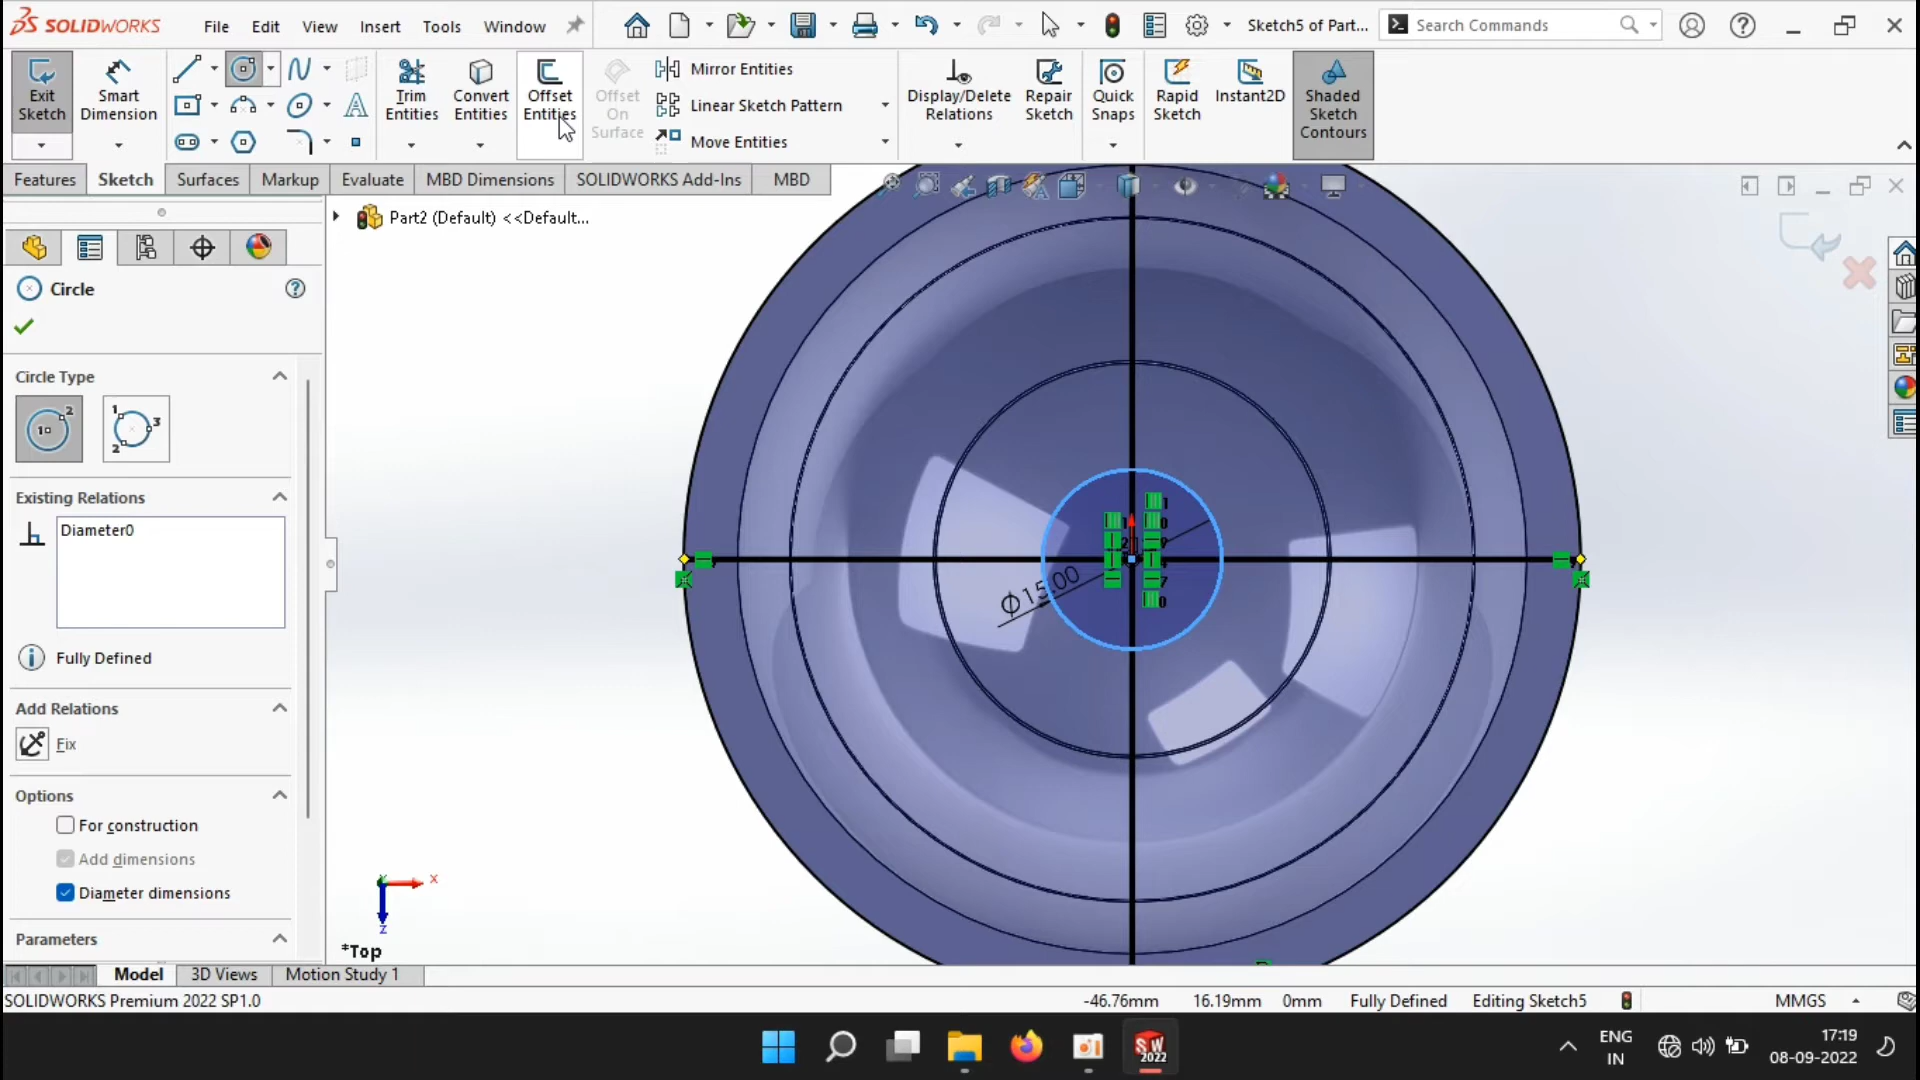 SOLIDWORKS
File Edit View Insert Tools Window
Sketch5 of Part...
Search Commands
Exit Sketch
Smart Dimension
Trim Entities
Convert Entities
Offset Entities
Offset On Surface
Mirror Entities
Linear Sketch Pattern
Move Entities
Display/Delete Relations
Repair Sketch
Quick Snaps
Rapid Sketch
Instant2D
Shaded Sketch Contours
Features Sketch Surfaces Markup Evaluate MBD Dimensions SOLIDWORKS Add-Ins MBD
Part2 (Default) <<Default...
Circle
Circle Type
Existing Relations
Diameter0
Fully Defined
Add Relations
Fix
Options
For construction
Add dimensions
Diameter dimensions
Parameters
Φ15.00
X
Y
Z
*Top
Model 3D Views Motion Study 1
SOLIDWORKS Premium 2022 SP1.0
-46.76mm 16.19mm 0mm Fully Defined Editing Sketch5 MMGS
SW 2022
ENG
IN
17:19
08-09-2022